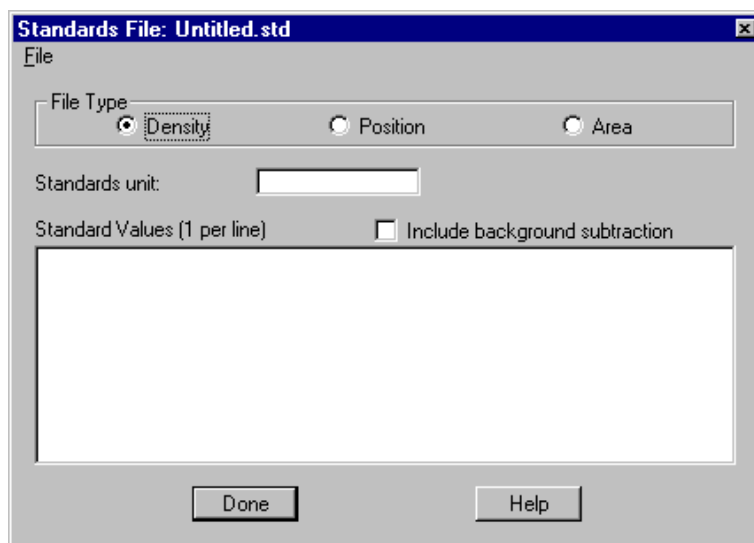 Standards File: Untitled.std
File
File Type
Density Position Area
Standards unit:
Standard Values (1 per line) Include background subtraction
Done Help